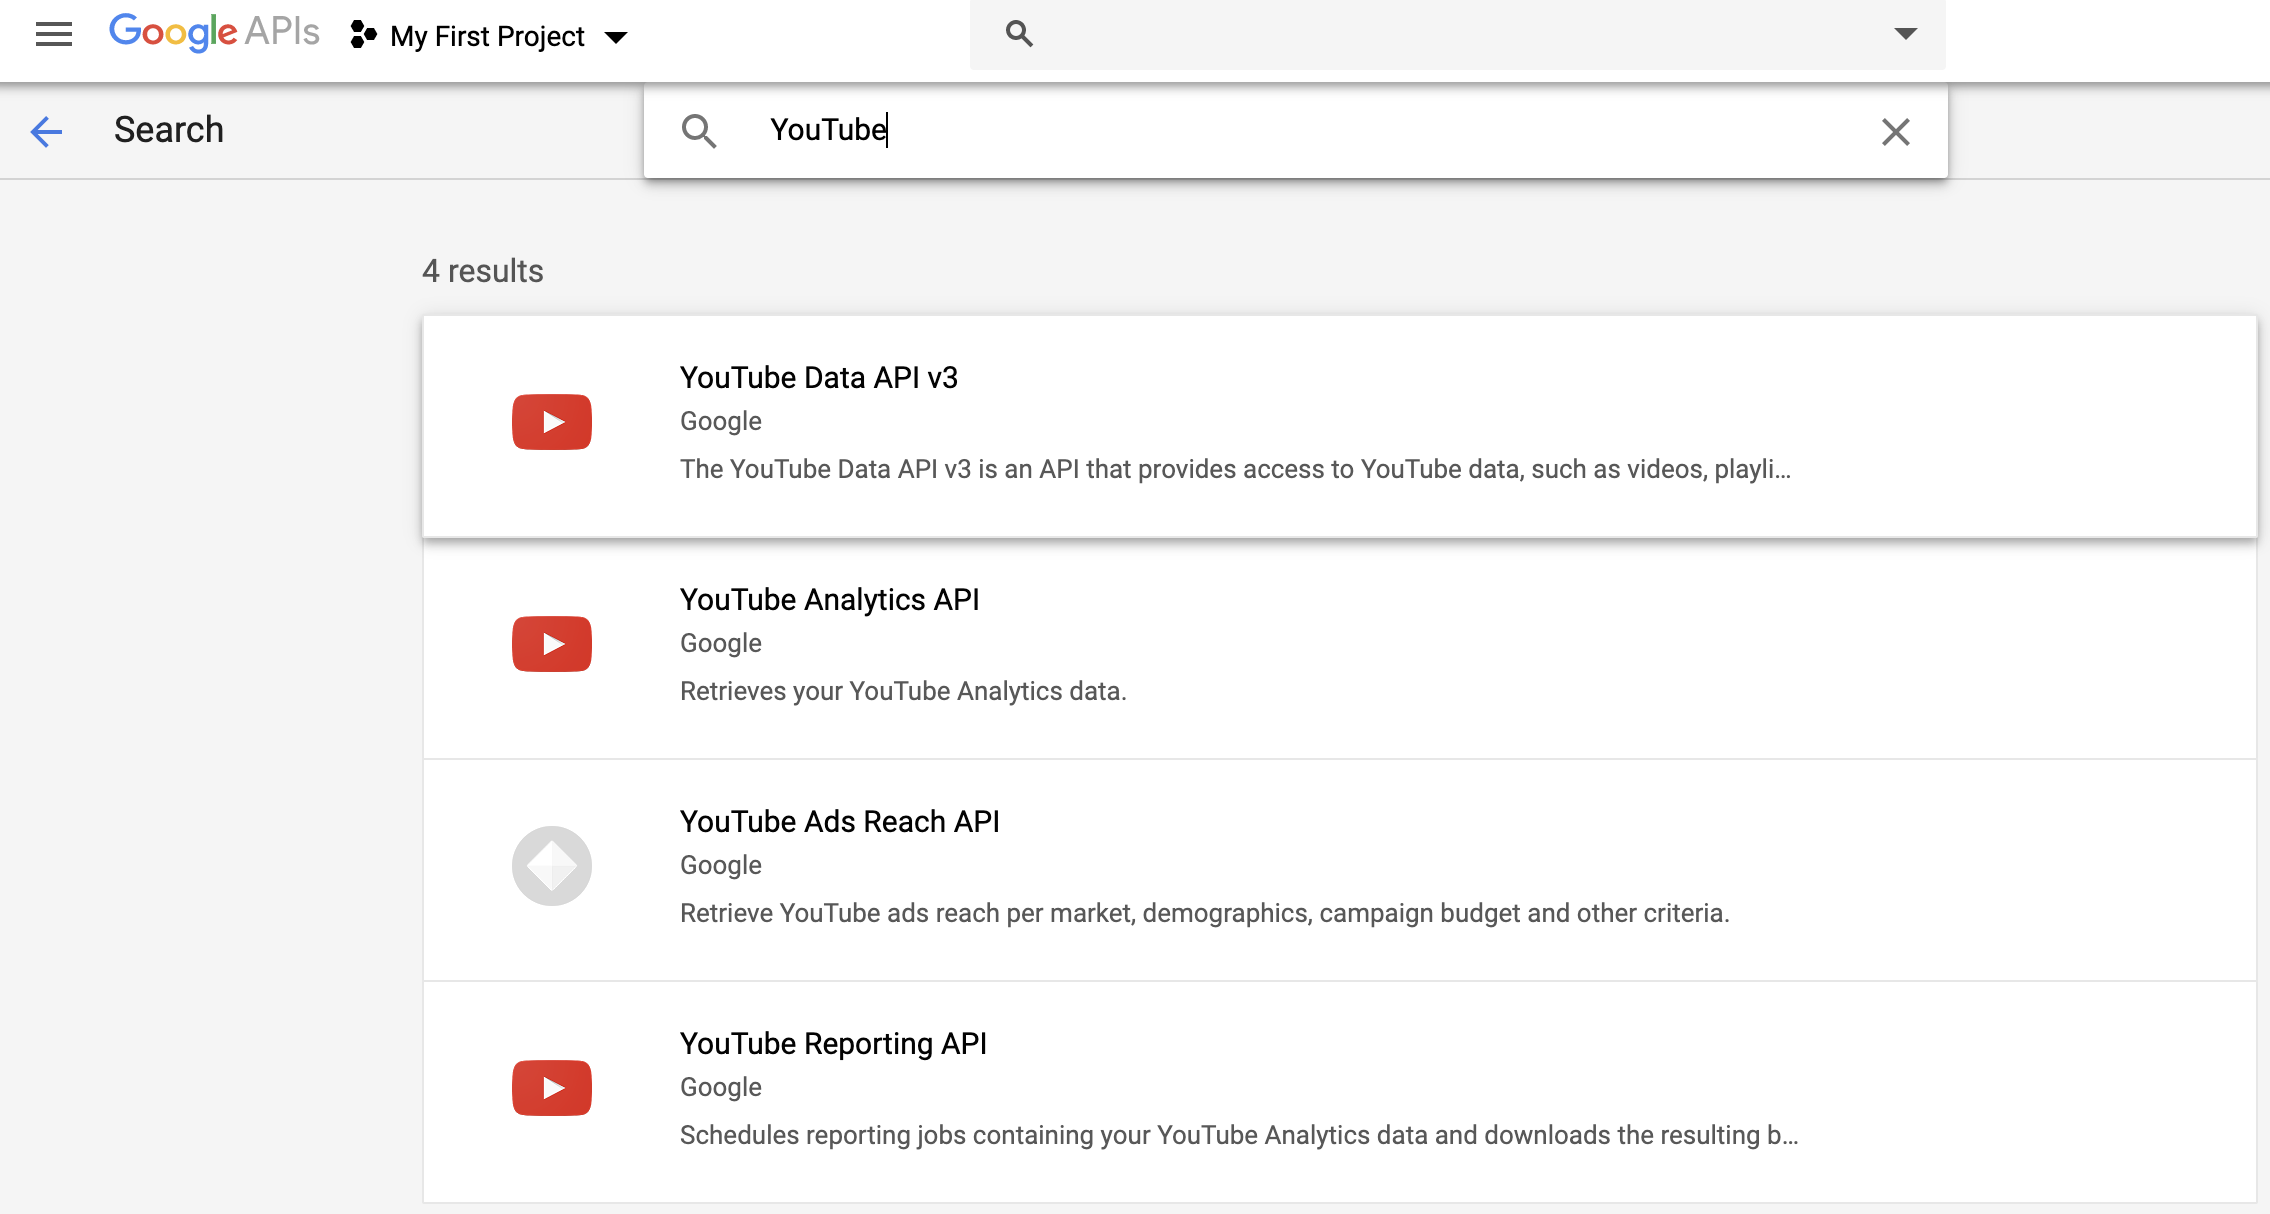 Google APIs My First Project
Search YouTube
4 results
YouTube Data API v3
Google
The YouTube Data API v3 is an API that provides access to YouTube data, such as videos, playli...
YouTube Analytics API
Google
Retrieves your YouTube Analytics data.
YouTube Ads Reach API
Google
Retrieve YouTube ads reach per market, demographics, campaign budget and other criteria.
YouTube Reporting API
Google
Schedules reporting jobs containing your YouTube Analytics data and downloads the resulting b...